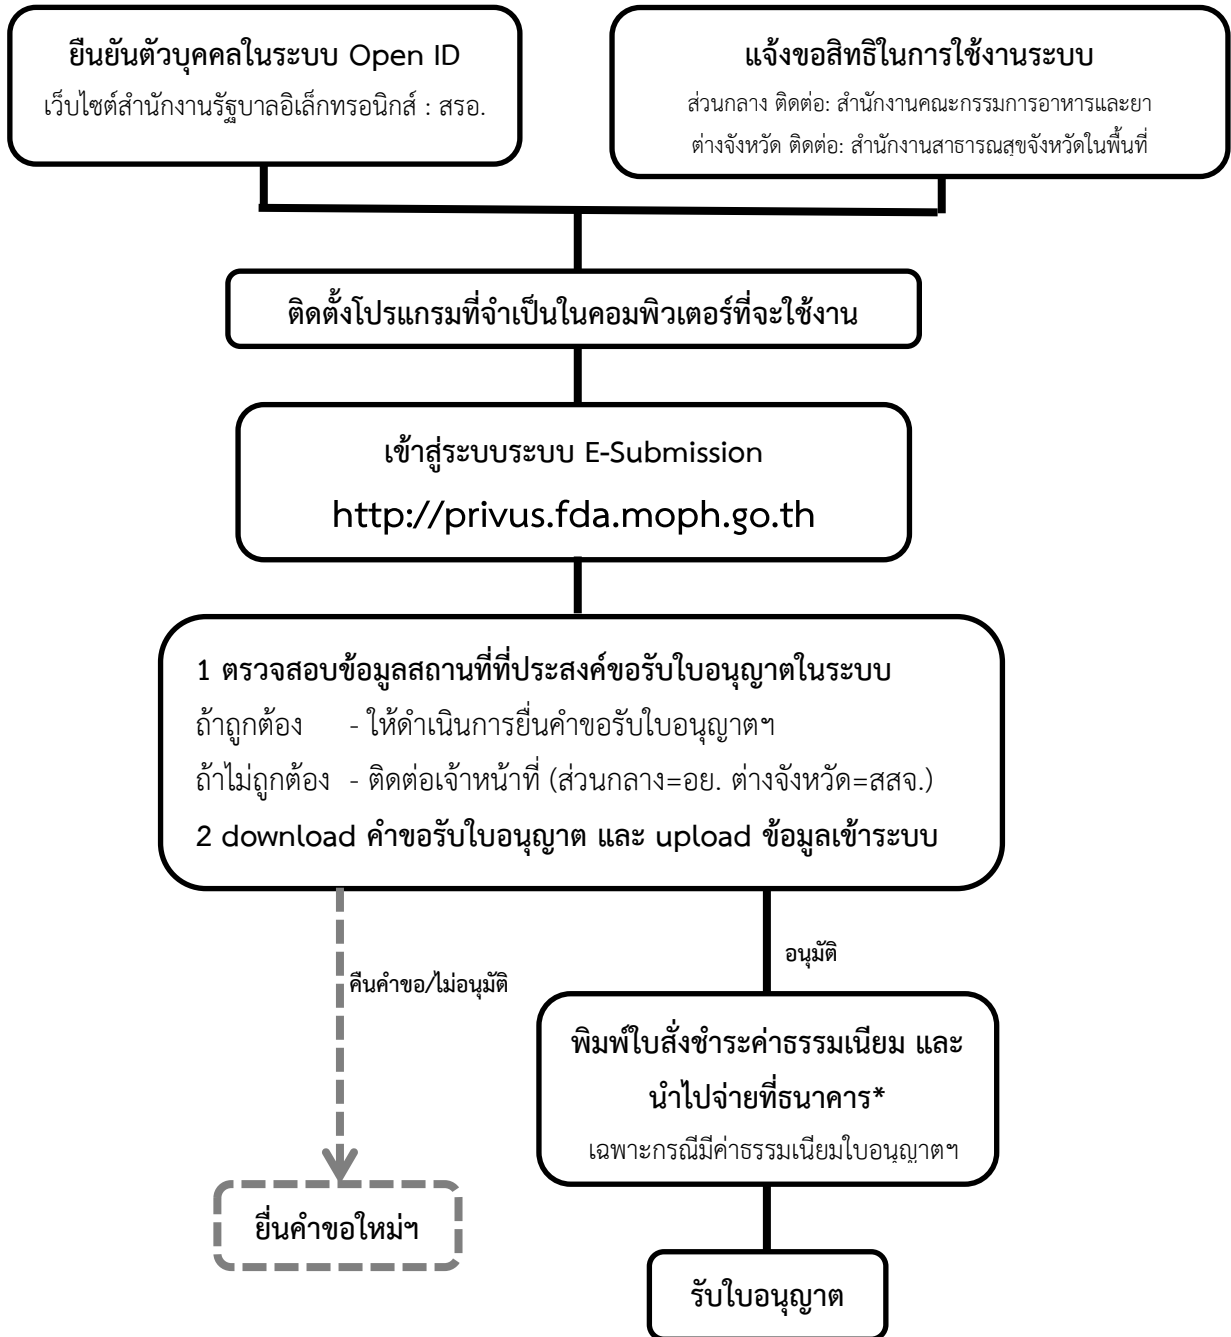 ยืนยันตัวบุคคลในระบบ Open ID
เว็บไซต์สำนักงานรัฐบาลอิเล็กทรอนิกส์ : สรอ.
แจ้งขอสิทธิในการใช้งานระบบ
ส่วนกลาง ติดต่อ: สำนักงานคณะกรรมการอาหารและยา
ต่างจังหวัด ติดต่อ: สำนักงานสาธารณสุขจังหวัดในพื้นที่
ติดตั้งโปรแกรมที่จำเป็นในคอมพิวเตอร์ที่จะใช้งาน
เข้าสู่ระบบระบบ E-Submission
http://privus.fda.moph.go.th
1 ตรวจสอบข้อมูลสถานที่ที่ประสงค์ขอรับใบอนุญาตในระบบ
ถ้าถูกต้อง - ให้ดำเนินการยื่นคำขอรับใบอนุญาตฯ
ถ้าไม่ถูกต้อง - ติดต่อเจ้าหน้าที่ (ส่วนกลาง=อย. ต่างจังหวัด=สสจ.)
2 download คำขอรับใบอนุญาต และ upload ข้อมูลเข้าระบบ
อนุมัติ
คืนคำขอ/ไม่อนุมัติ
พิมพ์ใบสั่งชำระค่าธรรมเนียม และ
นำไปจ่ายที่ธนาคาร*
เฉพาะกรณีมีค่าธรรมเนียมใบอนุญาตฯ
ยื่นคำขอใหม่ฯ
รับใบอนุญาต